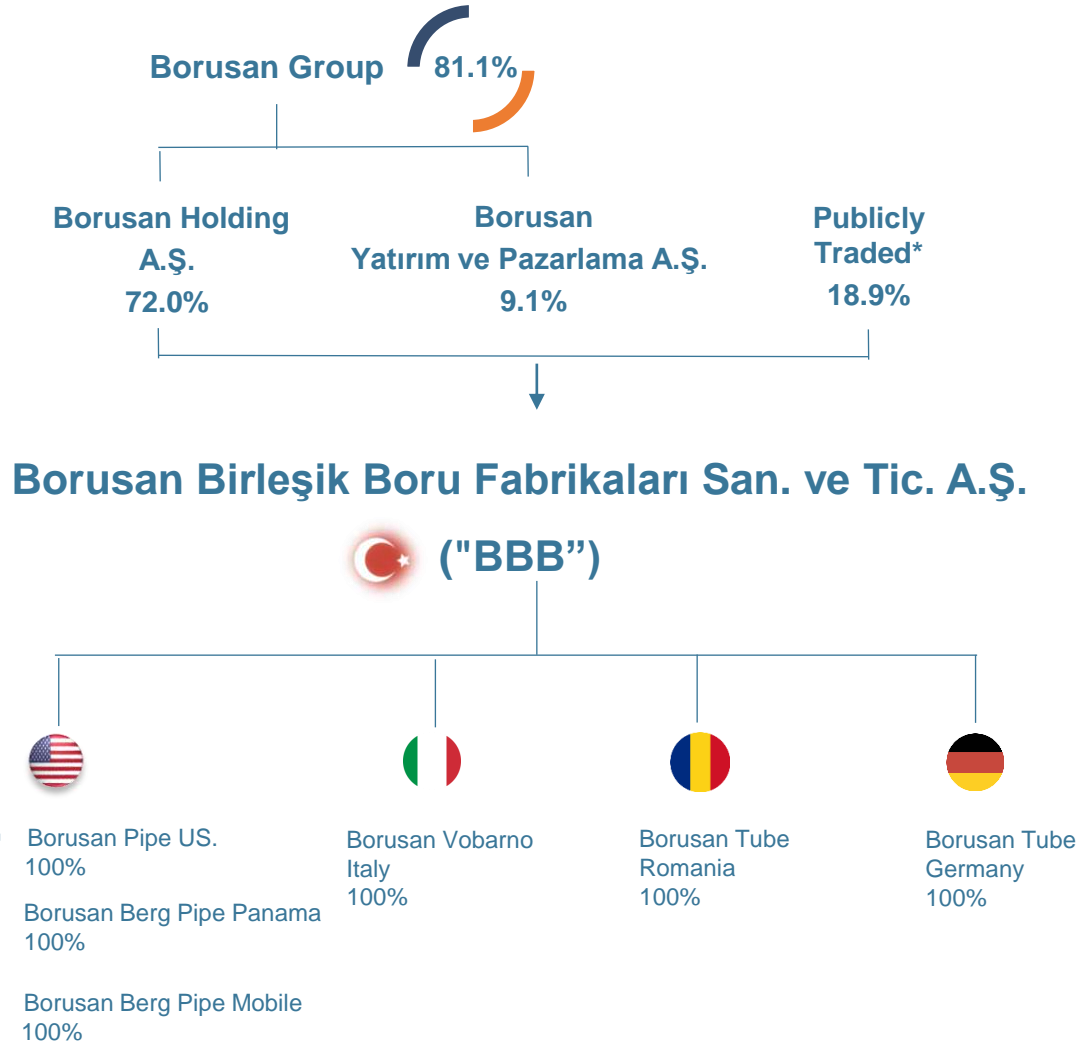 Borusan Group
81.1%
Borusan Holding
A.Ş.
72.0%
Borusan
Yatırım ve Pazarlama A.Ş.
9.1%
Publicly
Traded*
18.9%
Borusan Birleşik Boru Fabrikaları San. ve Tic. A.Ş.
("BBB”)
Borusan Pipe US.
100%
Borusan Berg Pipe Panama
100%
Borusan Berg Pipe Mobile
100%
Borusan Vobarno
Italy
100%
Borusan Tube
Romania
100%
Borusan Tube
Germany
100%